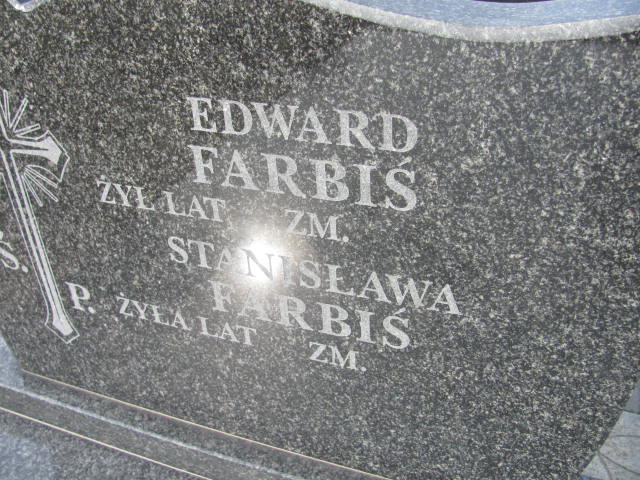 EDWARD
FARBIŚ
ŻYŁ LAT ZM.
STANISŁAWA
FARBIŚ
Ś. P. ŻYŁA LAT ZM.